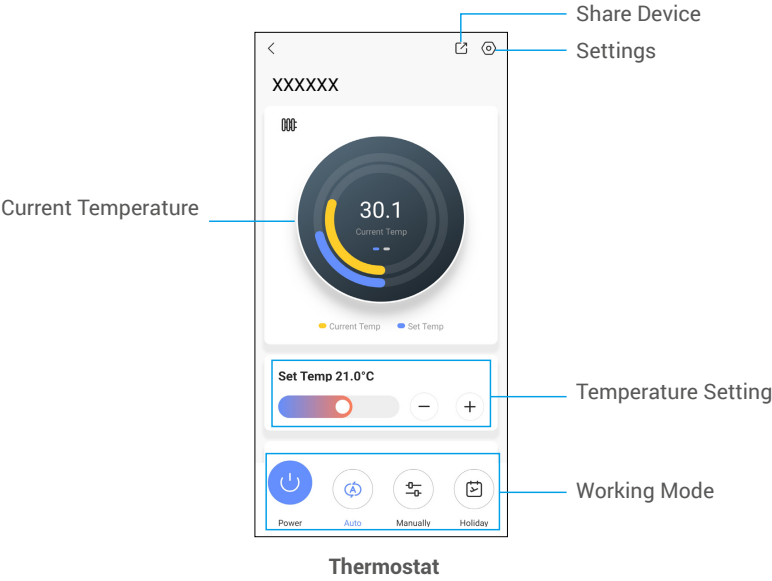 Share Device
Settings
XXXXXX
Current Temperature
30.1
Current Temp
Current Temp
Set Temp
Set Temp 21.0°C
Temperature Setting
Working Mode
Power
Auto
Manually
Holiday
Thermostat